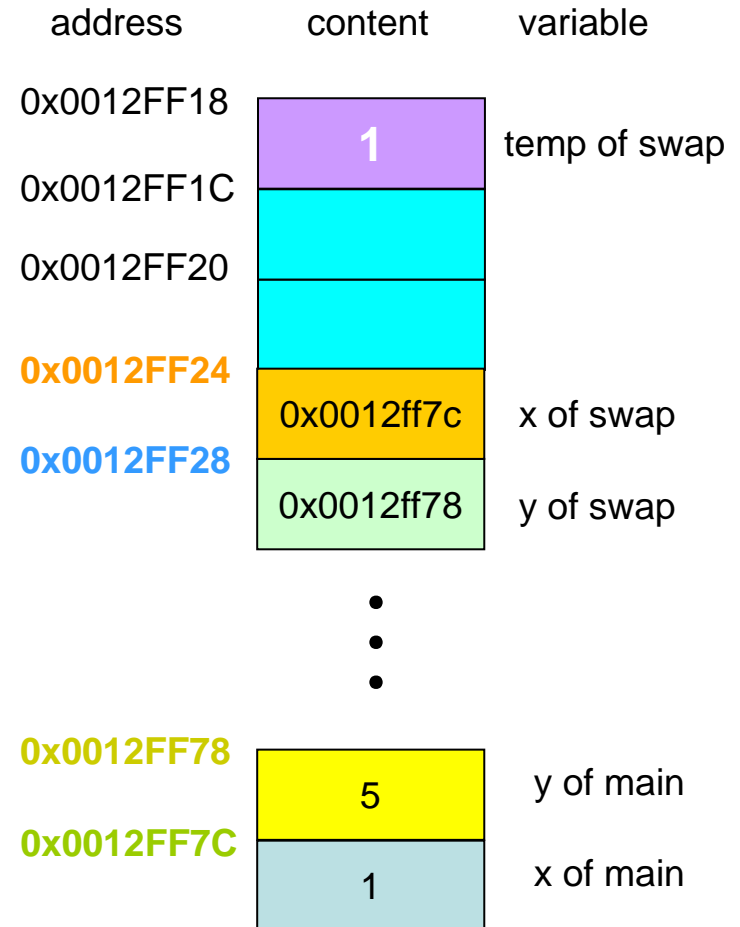 address content variable
0x0012FF18
1 temp of swap
0x0012FF1C
0x0012FF20
0x0012FF24
0x0012ff7c x of swap
0x0012FF28
0x0012ff78 y of swap
0x0012FF78
5 y of main
0x0012FF7C
1 x of main